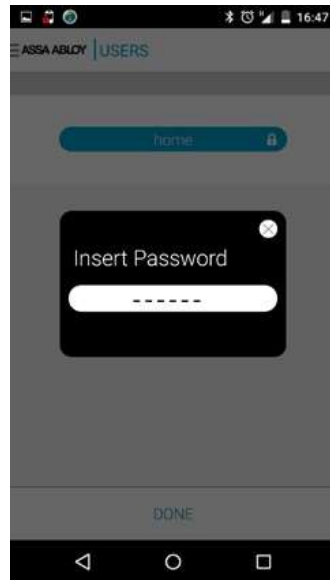 16:47
ASSA ABLOY USERS
home
Insert Password
------
DONE